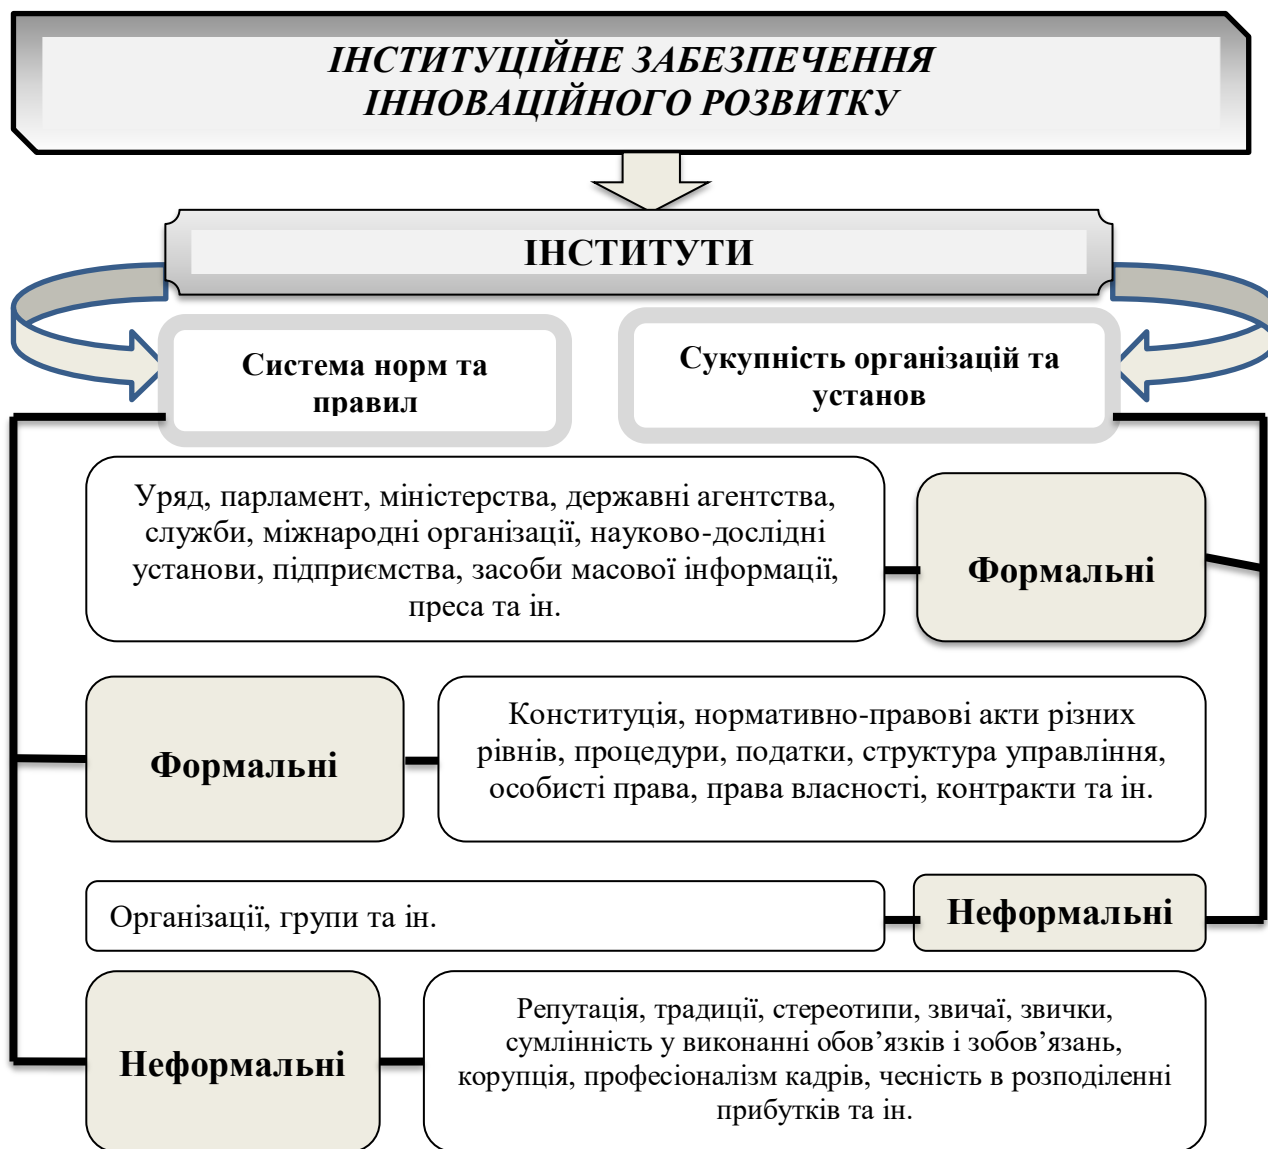 ІНСТИТУЦІЙНЕ ЗАБЕЗПЕЧЕННЯ
ІННОВАЦІЙНОГО РОЗВИТКУ
ІНСТИТУТИ
Система норм та
правил
Сукупність організацій та
установ
Уряд, парламент, міністерства, державні агентства,
служби, міжнародні організації, науково-дослідні
установи, підприємства, засоби масової інформації,
преса та ін.
Формальні
Формальні
Конституція, нормативно-правові акти різних
рівнів, процедури, податки, структура управління,
особисті права, права власності, контракти та ін.
Організації, групи та ін.
Неформальні
Неформальні
Репутація, традиції, стереотипи, звичаї, звички,
сумлінність у виконанні обов’язків і зобов’язань,
корупція, професіоналізм кадрів, чесність в розподіленні
прибутків та ін.